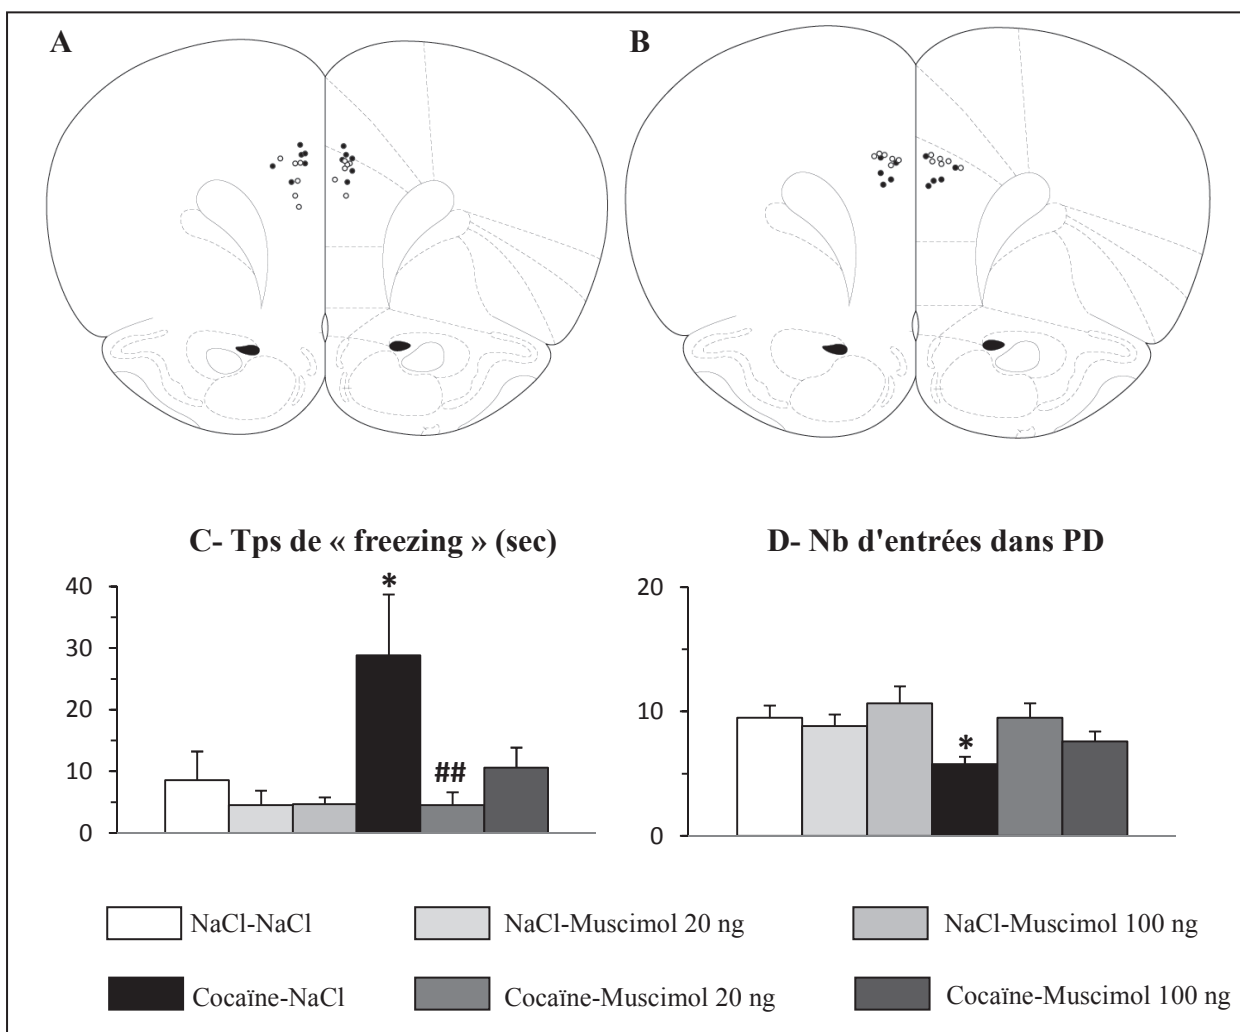 A
B
C- Tps de « freezing » (sec)
D- Nb d'entrées dans PD
40
30
20
10
0
*
##
20
10
0
*
NaCl-NaCl
NaCl-Muscimol 20 ng
NaCl-Muscimol 100 ng
Cocaïne-NaCl
Cocaïne-Muscimol 20 ng
Cocaïne-Muscimol 100 ng